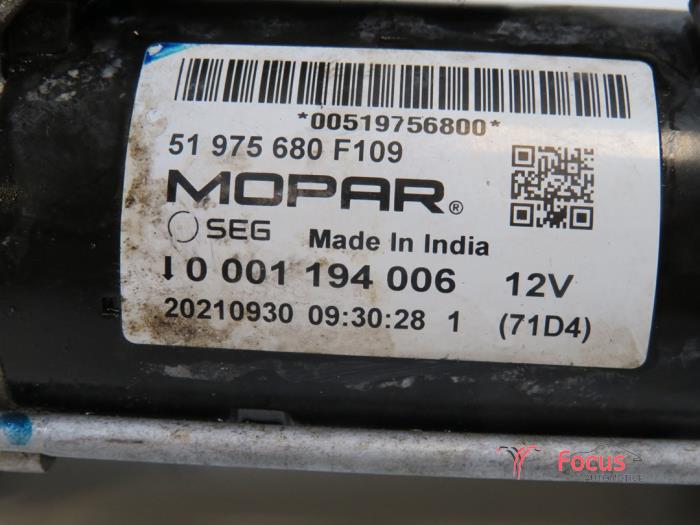 *00519756800*
51 975 680 F109
MOPAR®
SEG Made In India
↓0 001 194 006 12V
20210930 09:30:28 1 (71D4)
Focus
AUTOMOTIVE